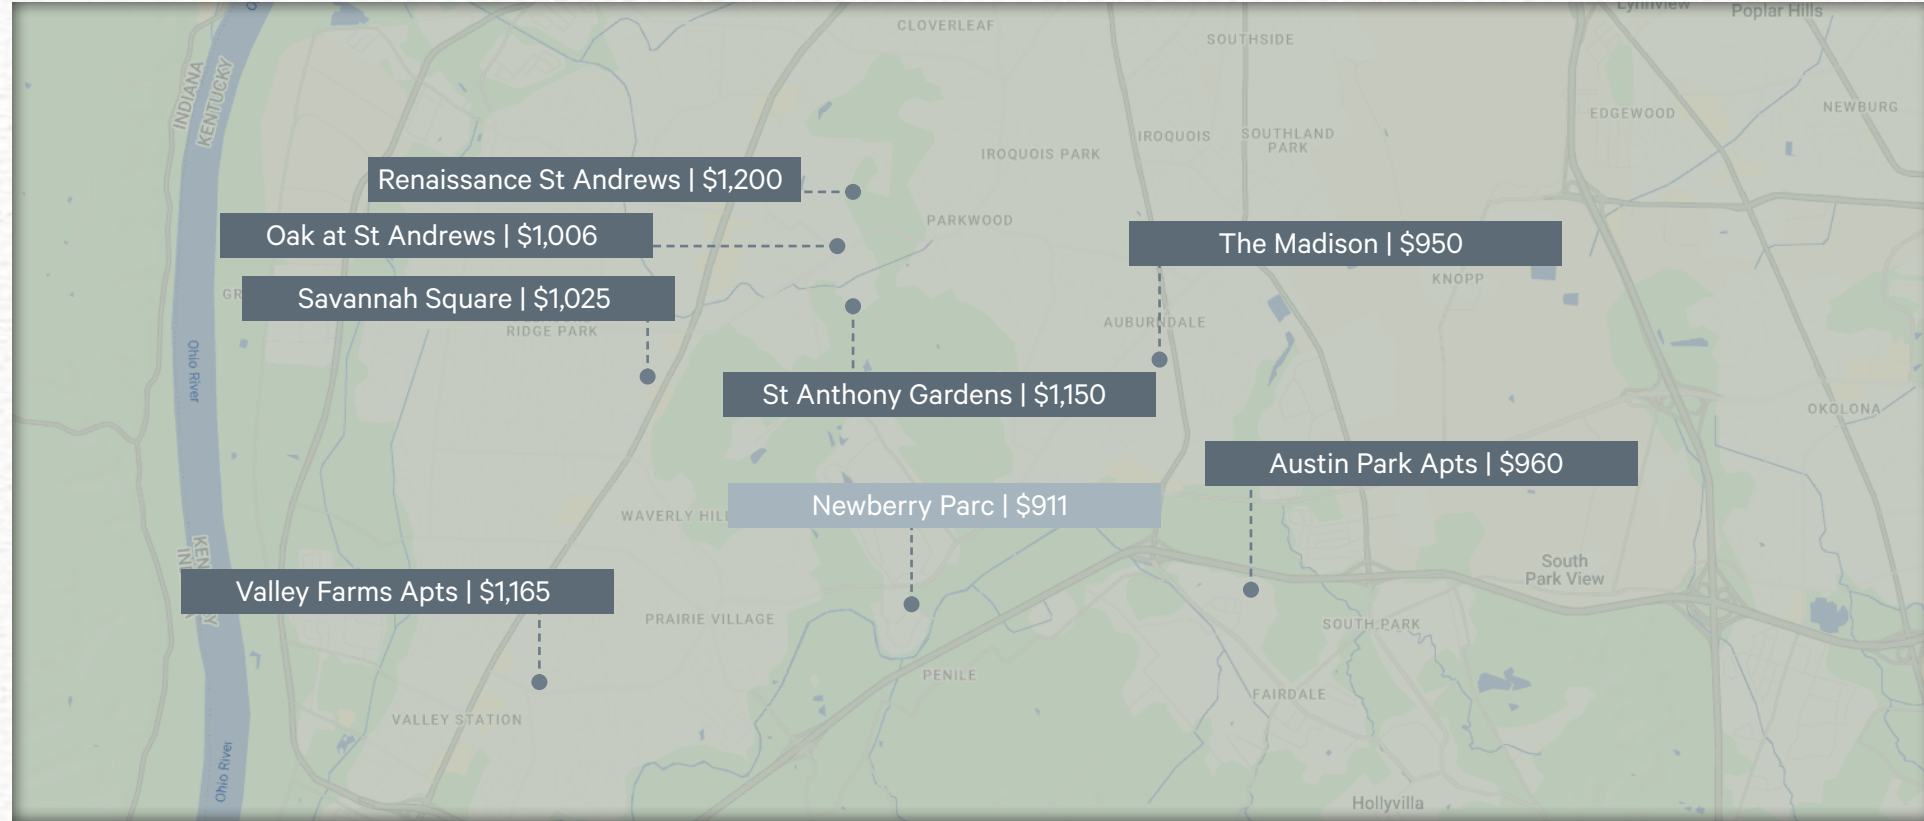 Lynnview
Poplar Hills
CLOVERLEAF
SOUTHSIDE
INDIANA
KENTUCKY
EDGEWOOD
NEWBURG
IROQUOIS
SOUTHLAND
PARK
IROQUOIS PARK
Renaissance St Andrews | $1,200
PARKWOOD
Oak at St Andrews | $1,006
The Madison | $950
KNOPP
Savannah Square | $1,025
AUBURNDALE
RIDGE PARK
Ohio River
St Anthony Gardens | $1,150
OKOLONA
Austin Park Apts | $960
Newberry Parc | $911
WAVERLY HILL
South
Park View
Valley Farms Apts | $1,165
PRAIRIE VILLAGE
SOUTH PARK
PENILE
FAIRDALE
VALLEY STATION
Ohio River
Hollyvilla